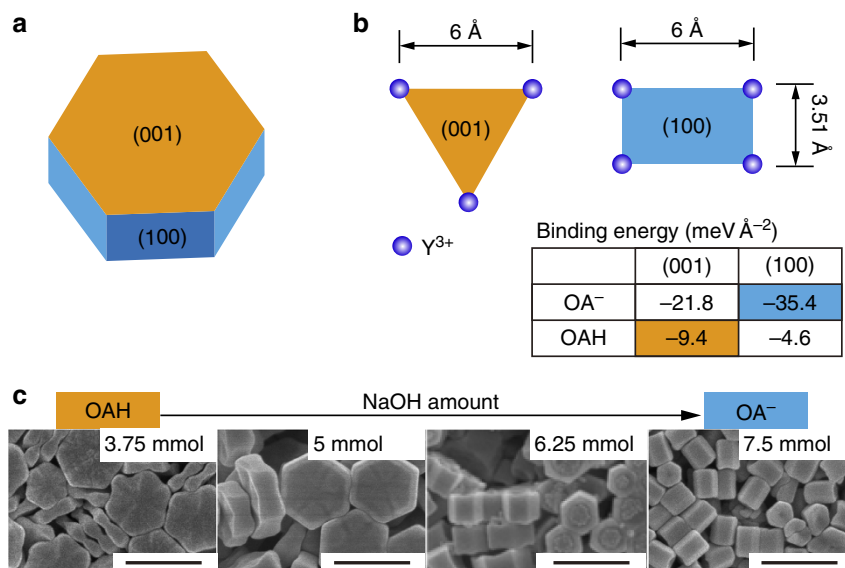 a
(001)
(100)
b
6 Å
6 Å
(001)
(100)
3.51 Å
Y³⁺
Binding energy (meV Å⁻²)
(001) (100)
OA⁻ −21.8 −35.4
OAH −9.4 −4.6
c
OAH NaOH amount OA⁻
3.75 mmol 5 mmol 6.25 mmol 7.5 mmol